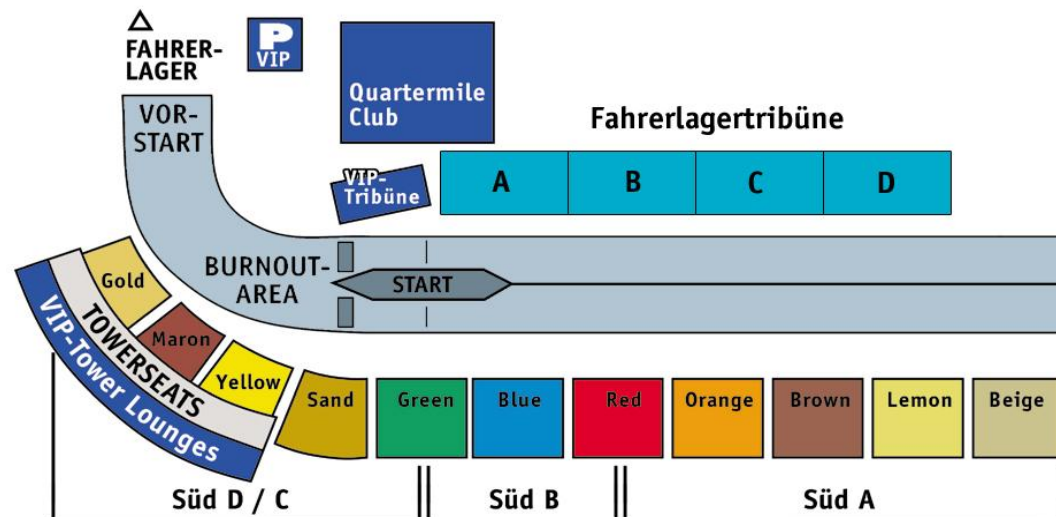 FAHRER-
LAGER
P
VIP
Quartermile
Club
VOR-
START
Fahrerlagertribüne
VIP-
Tribüne
A
B
C
D
BURNOUT-
AREA
START
Gold
Maron
Yellow
TOWERSEATS
VIP-Tower Lounges
Sand
Green
Blue
Red
Orange
Brown
Lemon
Beige
Süd D / C
Süd B
Süd A